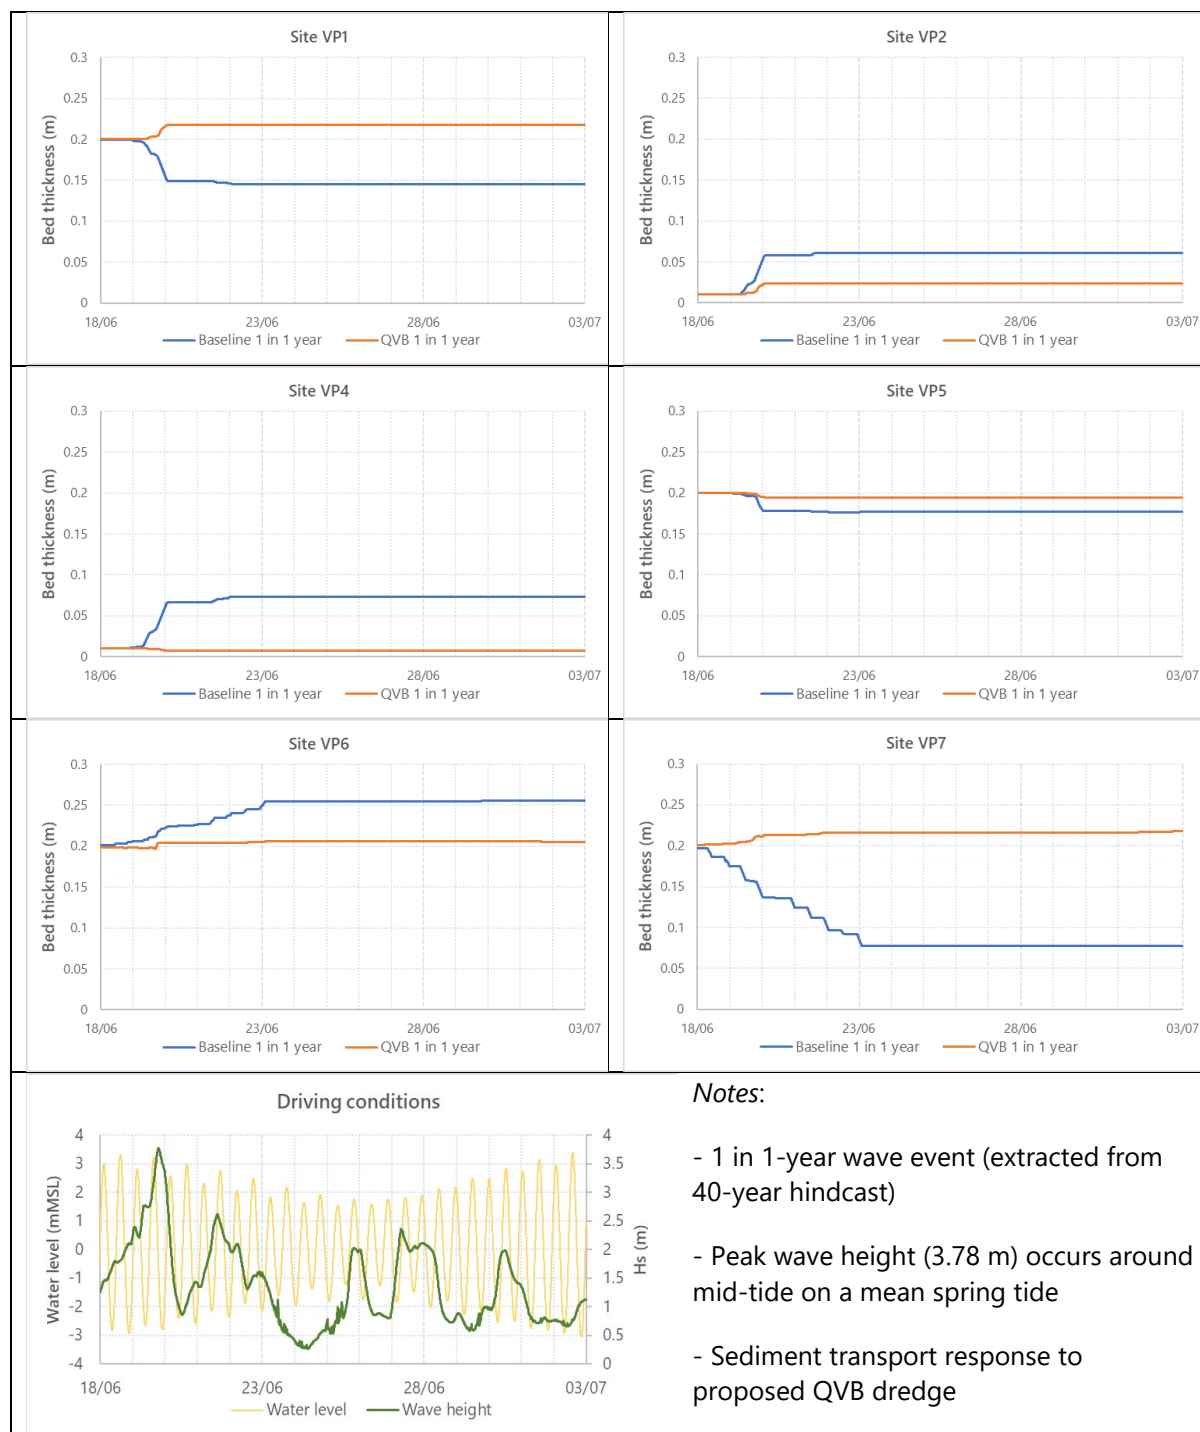 Site VP1
Bed thickness (m)
0.3
0.25
0.2
0.15
0.1
0.05
0
18/06 23/06 28/06 03/07
Baseline 1 in 1 year QVB 1 in 1 year
Site VP2
Bed thickness (m)
0.3
0.25
0.2
0.15
0.1
0.05
0
18/06 23/06 28/06 03/07
Baseline 1 in 1 year QVB 1 in 1 year
Site VP4
Bed thickness (m)
0.3
0.25
0.2
0.15
0.1
0.05
0
18/06 23/06 28/06 03/07
Baseline 1 in 1 year QVB 1 in 1 year
Site VP5
Bed thickness (m)
0.3
0.25
0.2
0.15
0.1
0.05
0
18/06 23/06 28/06 03/07
Baseline 1 in 1 year QVB 1 in 1 year
Site VP6
Bed thickness (m)
0.3
0.25
0.2
0.15
0.1
0.05
0
18/06 23/06 28/06 03/07
Baseline 1 in 1 year QVB 1 in 1 year
Site VP7
Bed thickness (m)
0.3
0.25
0.2
0.15
0.1
0.05
0
18/06 23/06 28/06 03/07
Baseline 1 in 1 year QVB 1 in 1 year
Driving conditions
Water level (mMSL)
4
3
2
1
0
-1
-2
-3
-4
4
3.5
3
2.5
2
1.5
1
0.5
0
Hs (m)
18/06 23/06 28/06 03/07
Water level Wave height
Notes:
- 1 in 1-year wave event (extracted from
40-year hindcast)
- Peak wave height (3.78 m) occurs around
mid-tide on a mean spring tide
- Sediment transport response to
proposed QVB dredge